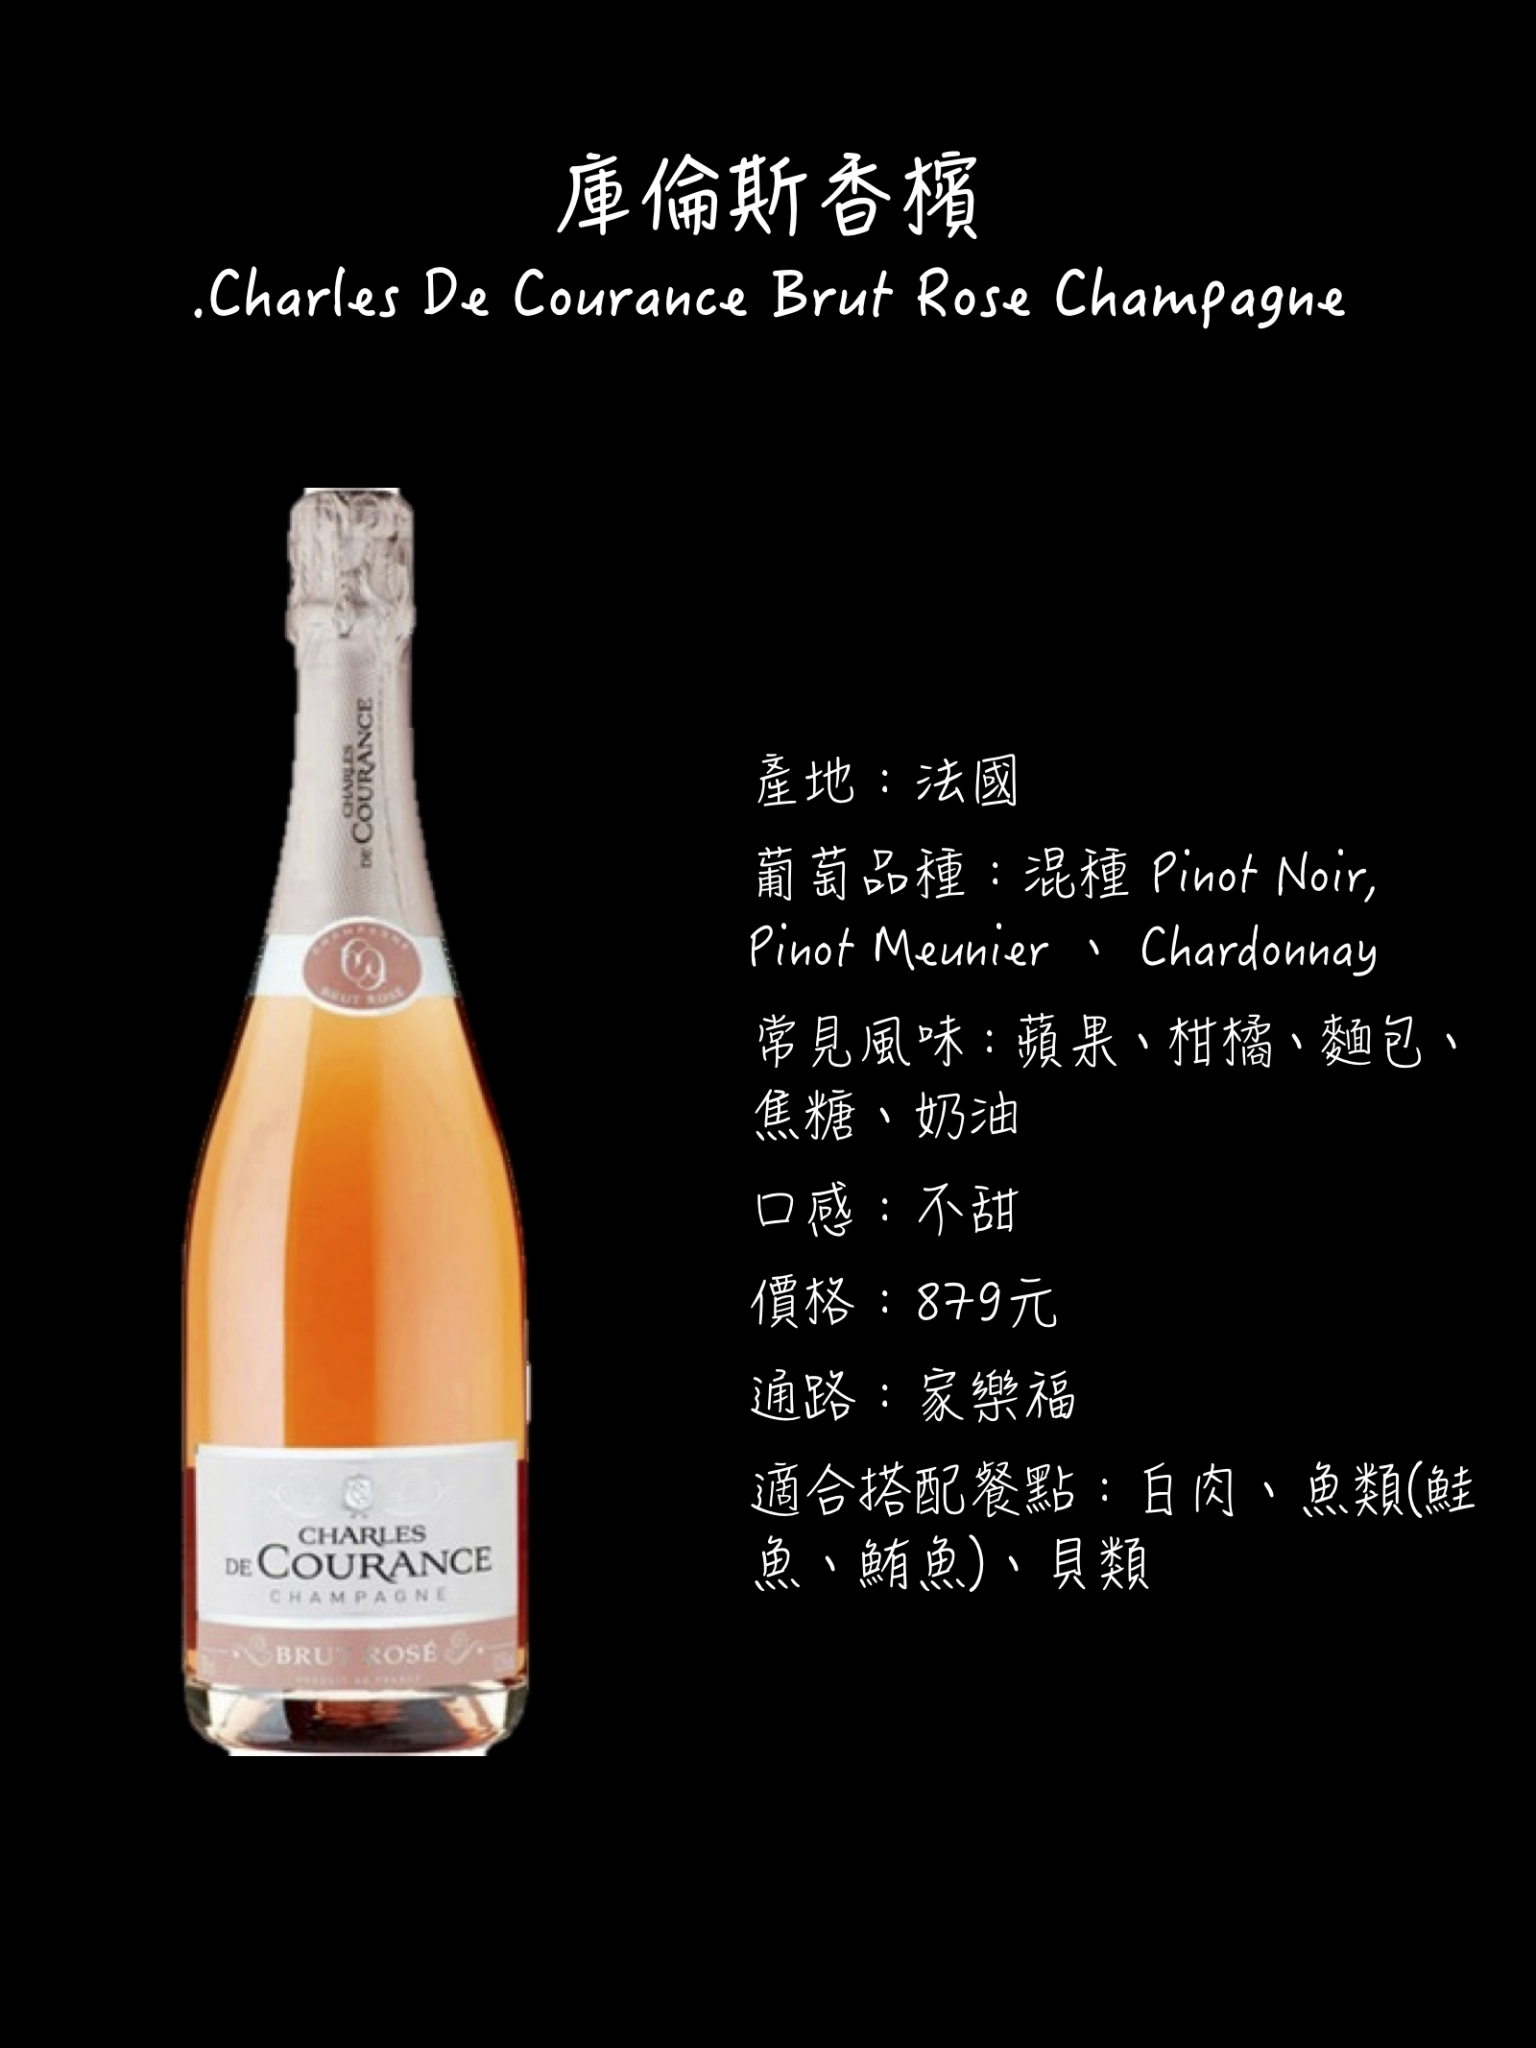 庫倫斯香檳
.Charles De Courance Brut Rose Champagne
CHARLES
DE COURANCE
CHAMPAGNE
BRUT ROSÉ
CHARLES
DE COURANCE
CHAMPAGNE
BRUT ROSÉ
PRODUIT DE FRANCE
產地：法國
葡萄品種：混種 Pinot Noir,
Pinot Meunier 、 Chardonnay
常見風味：蘋果、柑橘、麵包、
焦糖、奶油
口感：不甜
價格：879元
通路：家樂福
適合搭配餐點：白肉、魚類(鮭
魚、鮪魚)、貝類